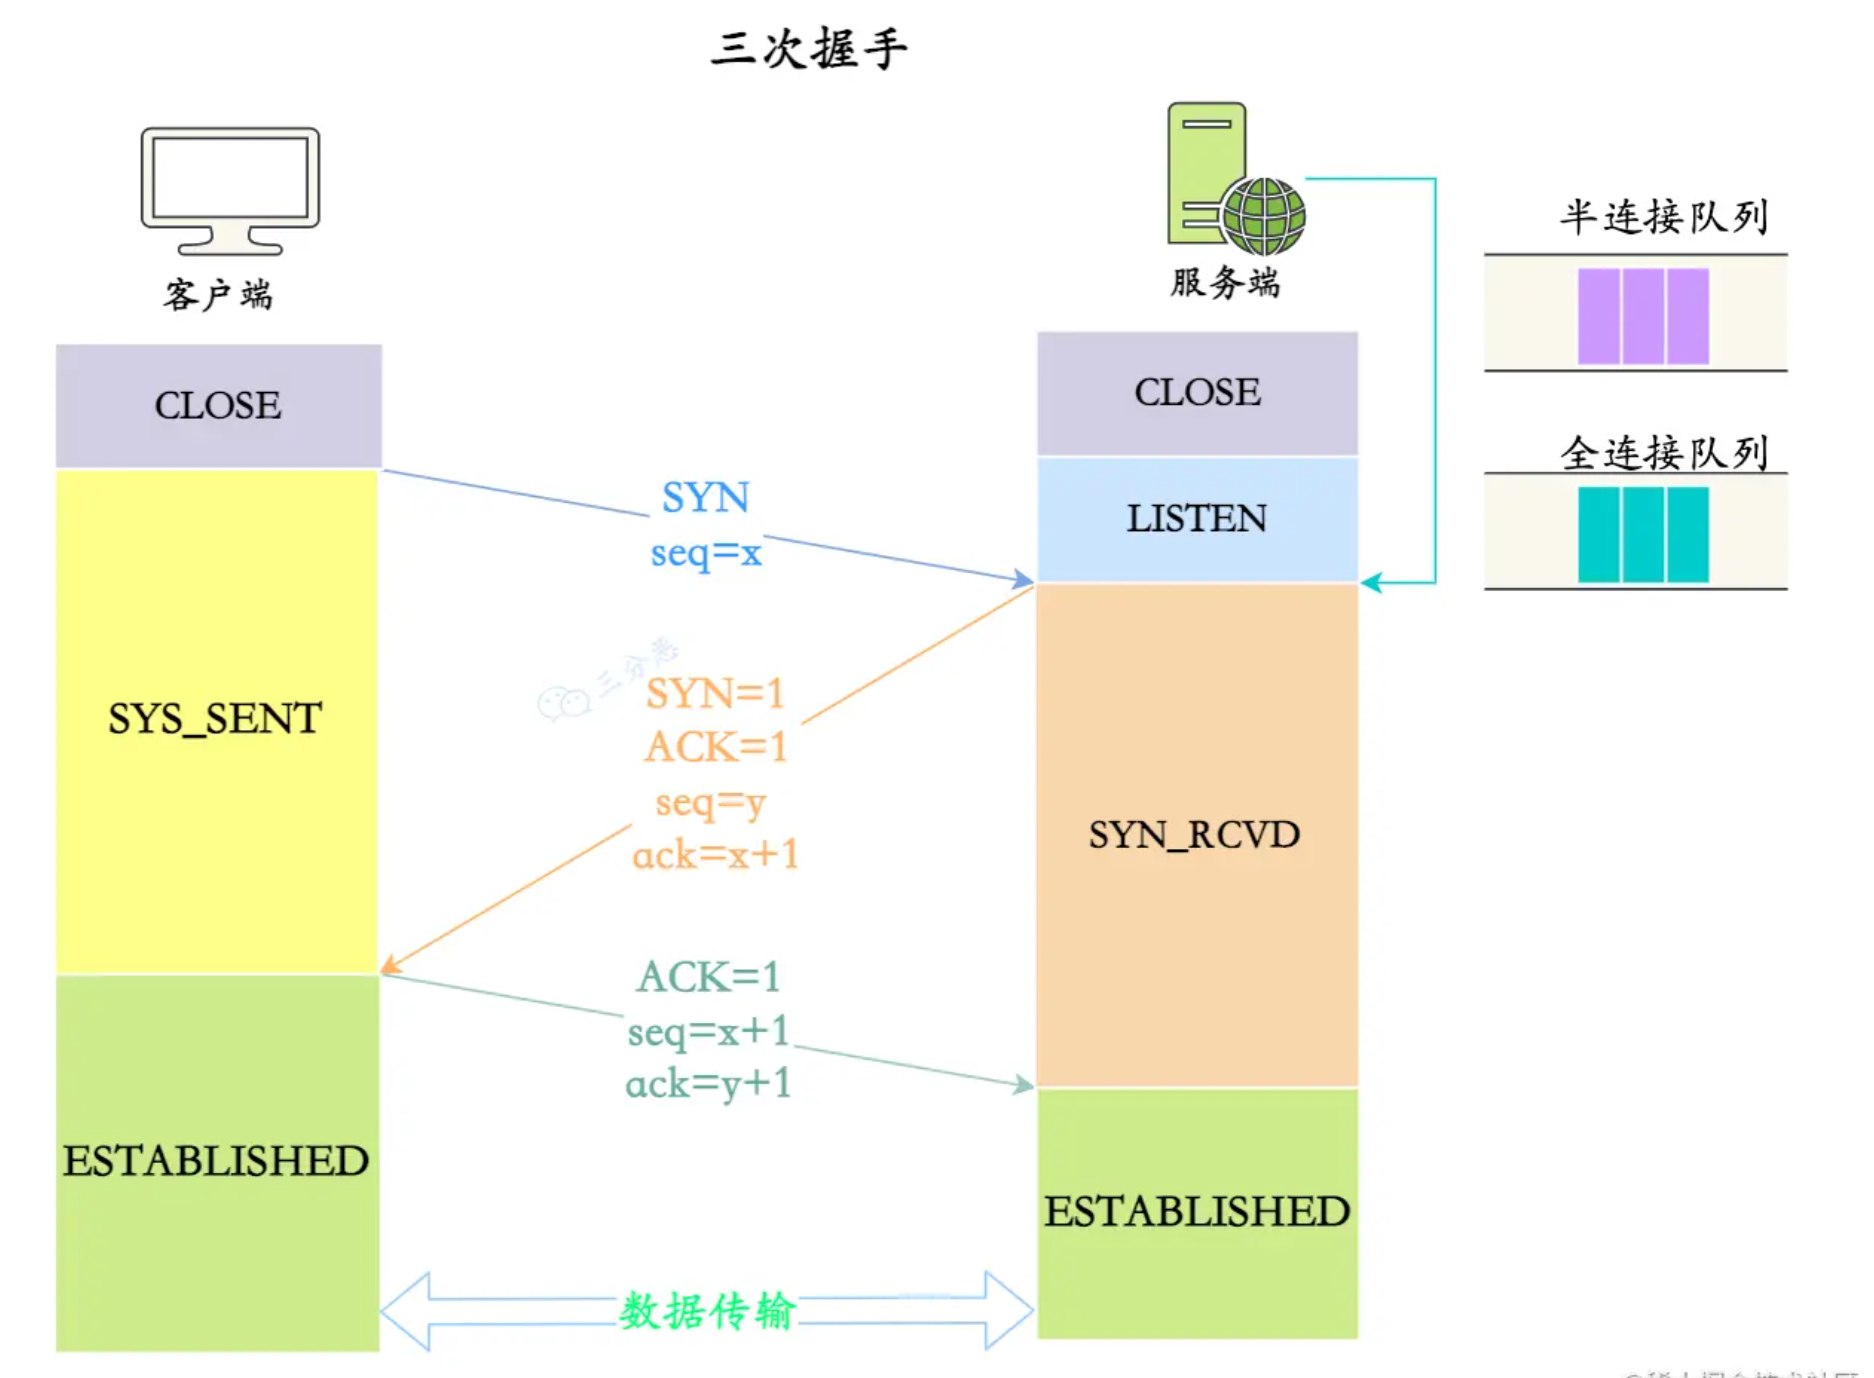 三次握手
客户端
服务端
半连接队列
全连接队列
CLOSE
CLOSE
LISTEN
SYN
seq=x
SYS_SENT
三分恶
SYN=1
ACK=1
seq=y
ack=x+1
SYN_RCVD
ACK=1
seq=x+1
ack=y+1
ESTABLISHED
ESTABLISHED
数据传输